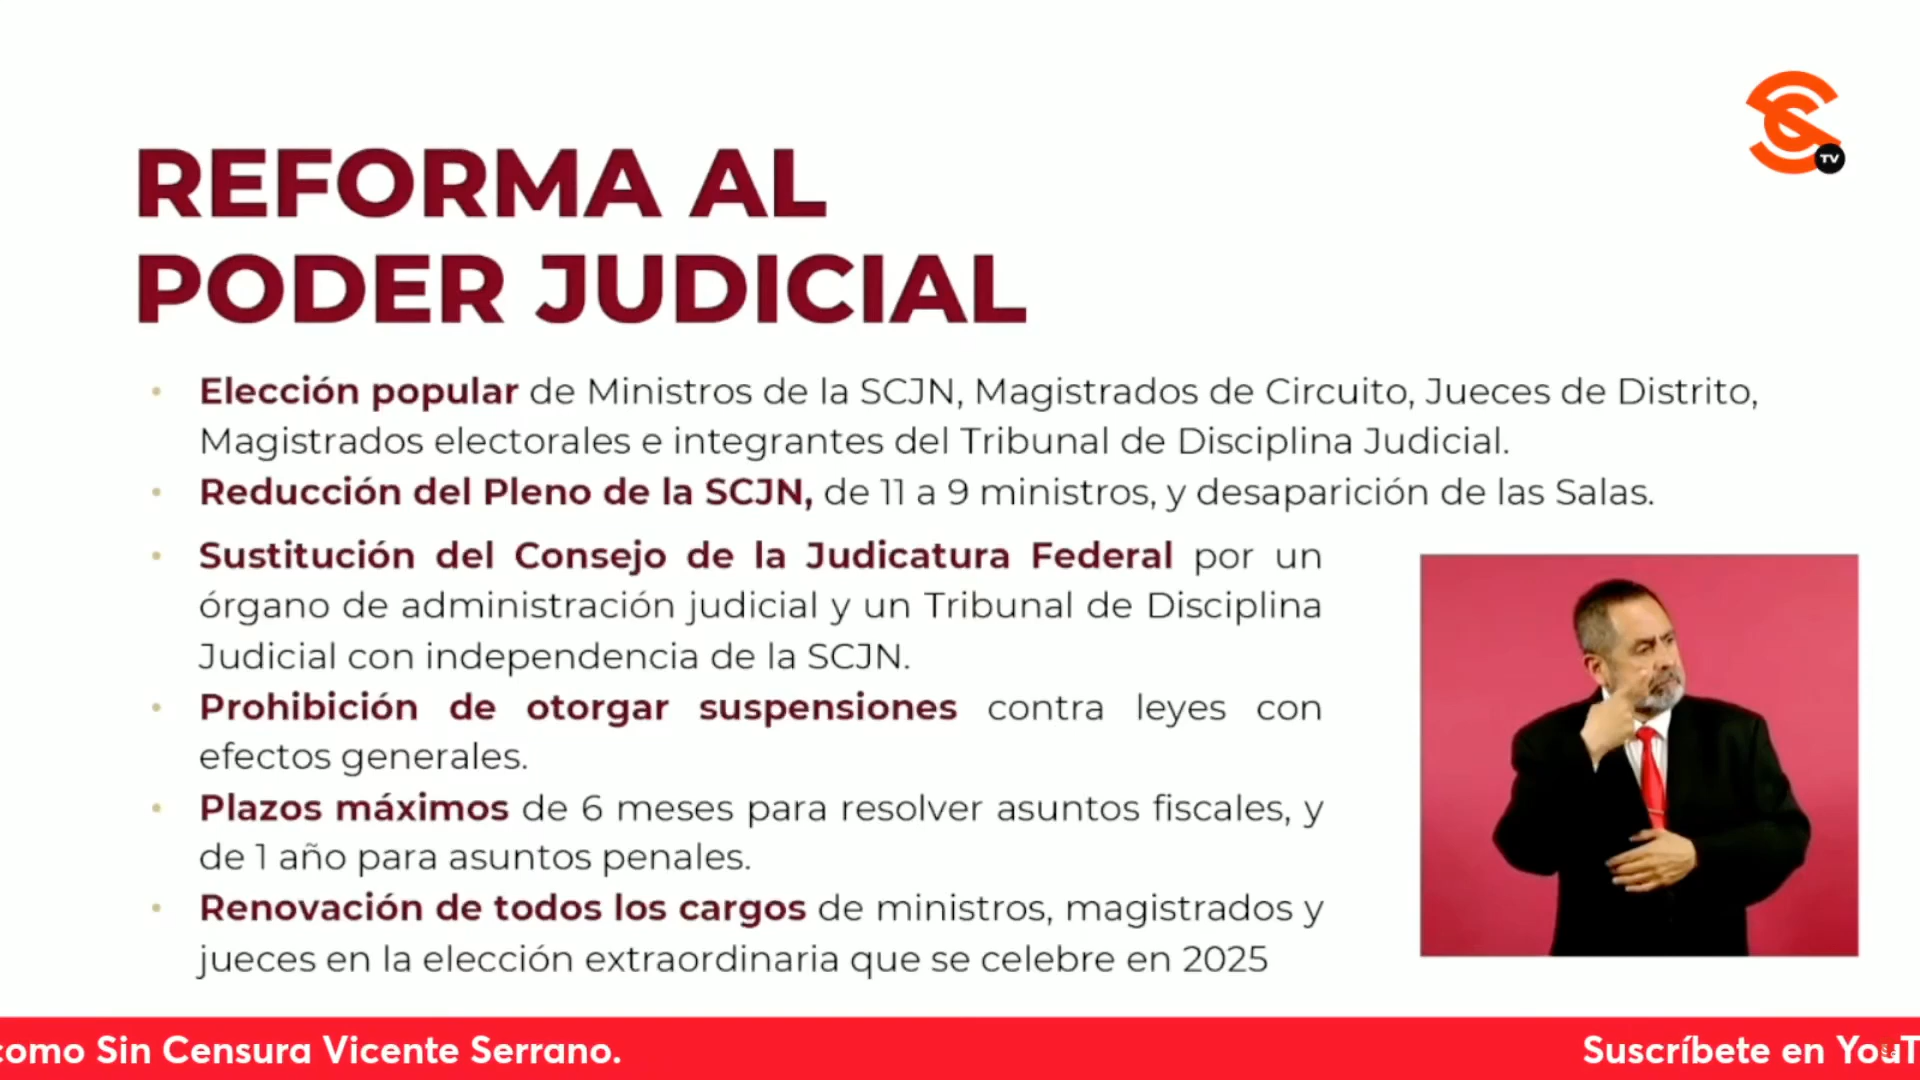 TV
REFORMA AL
PODER JUDICIAL
• Elección popular de Ministros de la SCJN, Magistrados de Circuito, Jueces de Distrito,
Magistrados electorales e integrantes del Tribunal de Disciplina Judicial.
• Reducción del Pleno de la SCJN, de 11 a 9 ministros, y desaparición de las Salas.
• Sustitución del Consejo de la Judicatura Federal por un
órgano de administración judicial y un Tribunal de Disciplina
Judicial con independencia de la SCJN.
• Prohibición de otorgar suspensiones contra leyes con
efectos generales.
• Plazos máximos de 6 meses para resolver asuntos fiscales, y
de 1 año para asuntos penales.
• Renovación de todos los cargos de ministros, magistrados y
jueces en la elección extraordinaria que se celebre en 2025
como Sin Censura Vicente Serrano. Suscríbete en YouT